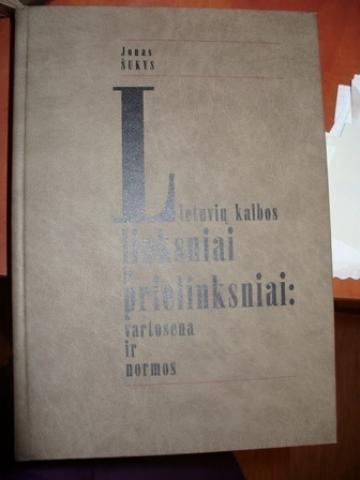 Jonas
ŠUKYS
Lietuvių kalbos
linksniai
ir
prielinksniai:
vartosena
ir
normos